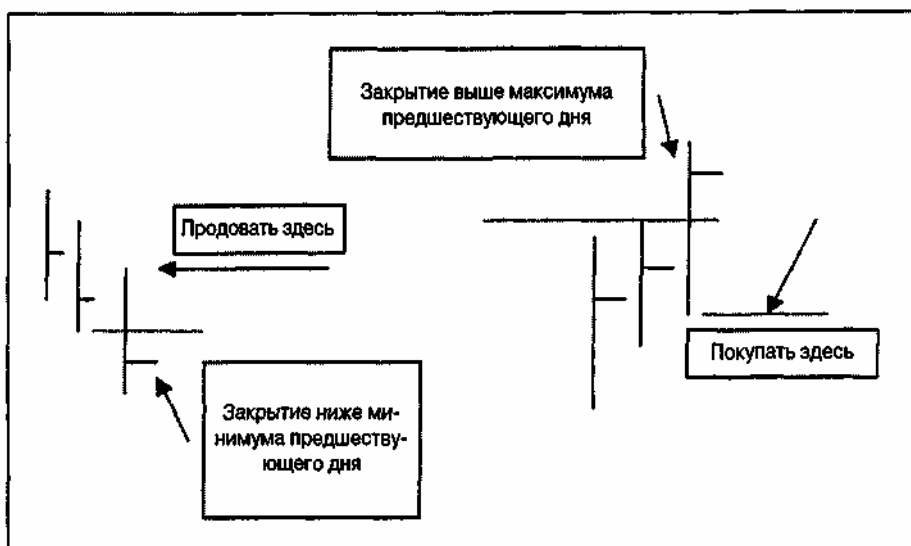 Закрытие выше максимума
предшествующего дня
Продовать здесь
Покупать здесь
Закрытие ниже ми-
нимума предшеству-
ющего дня